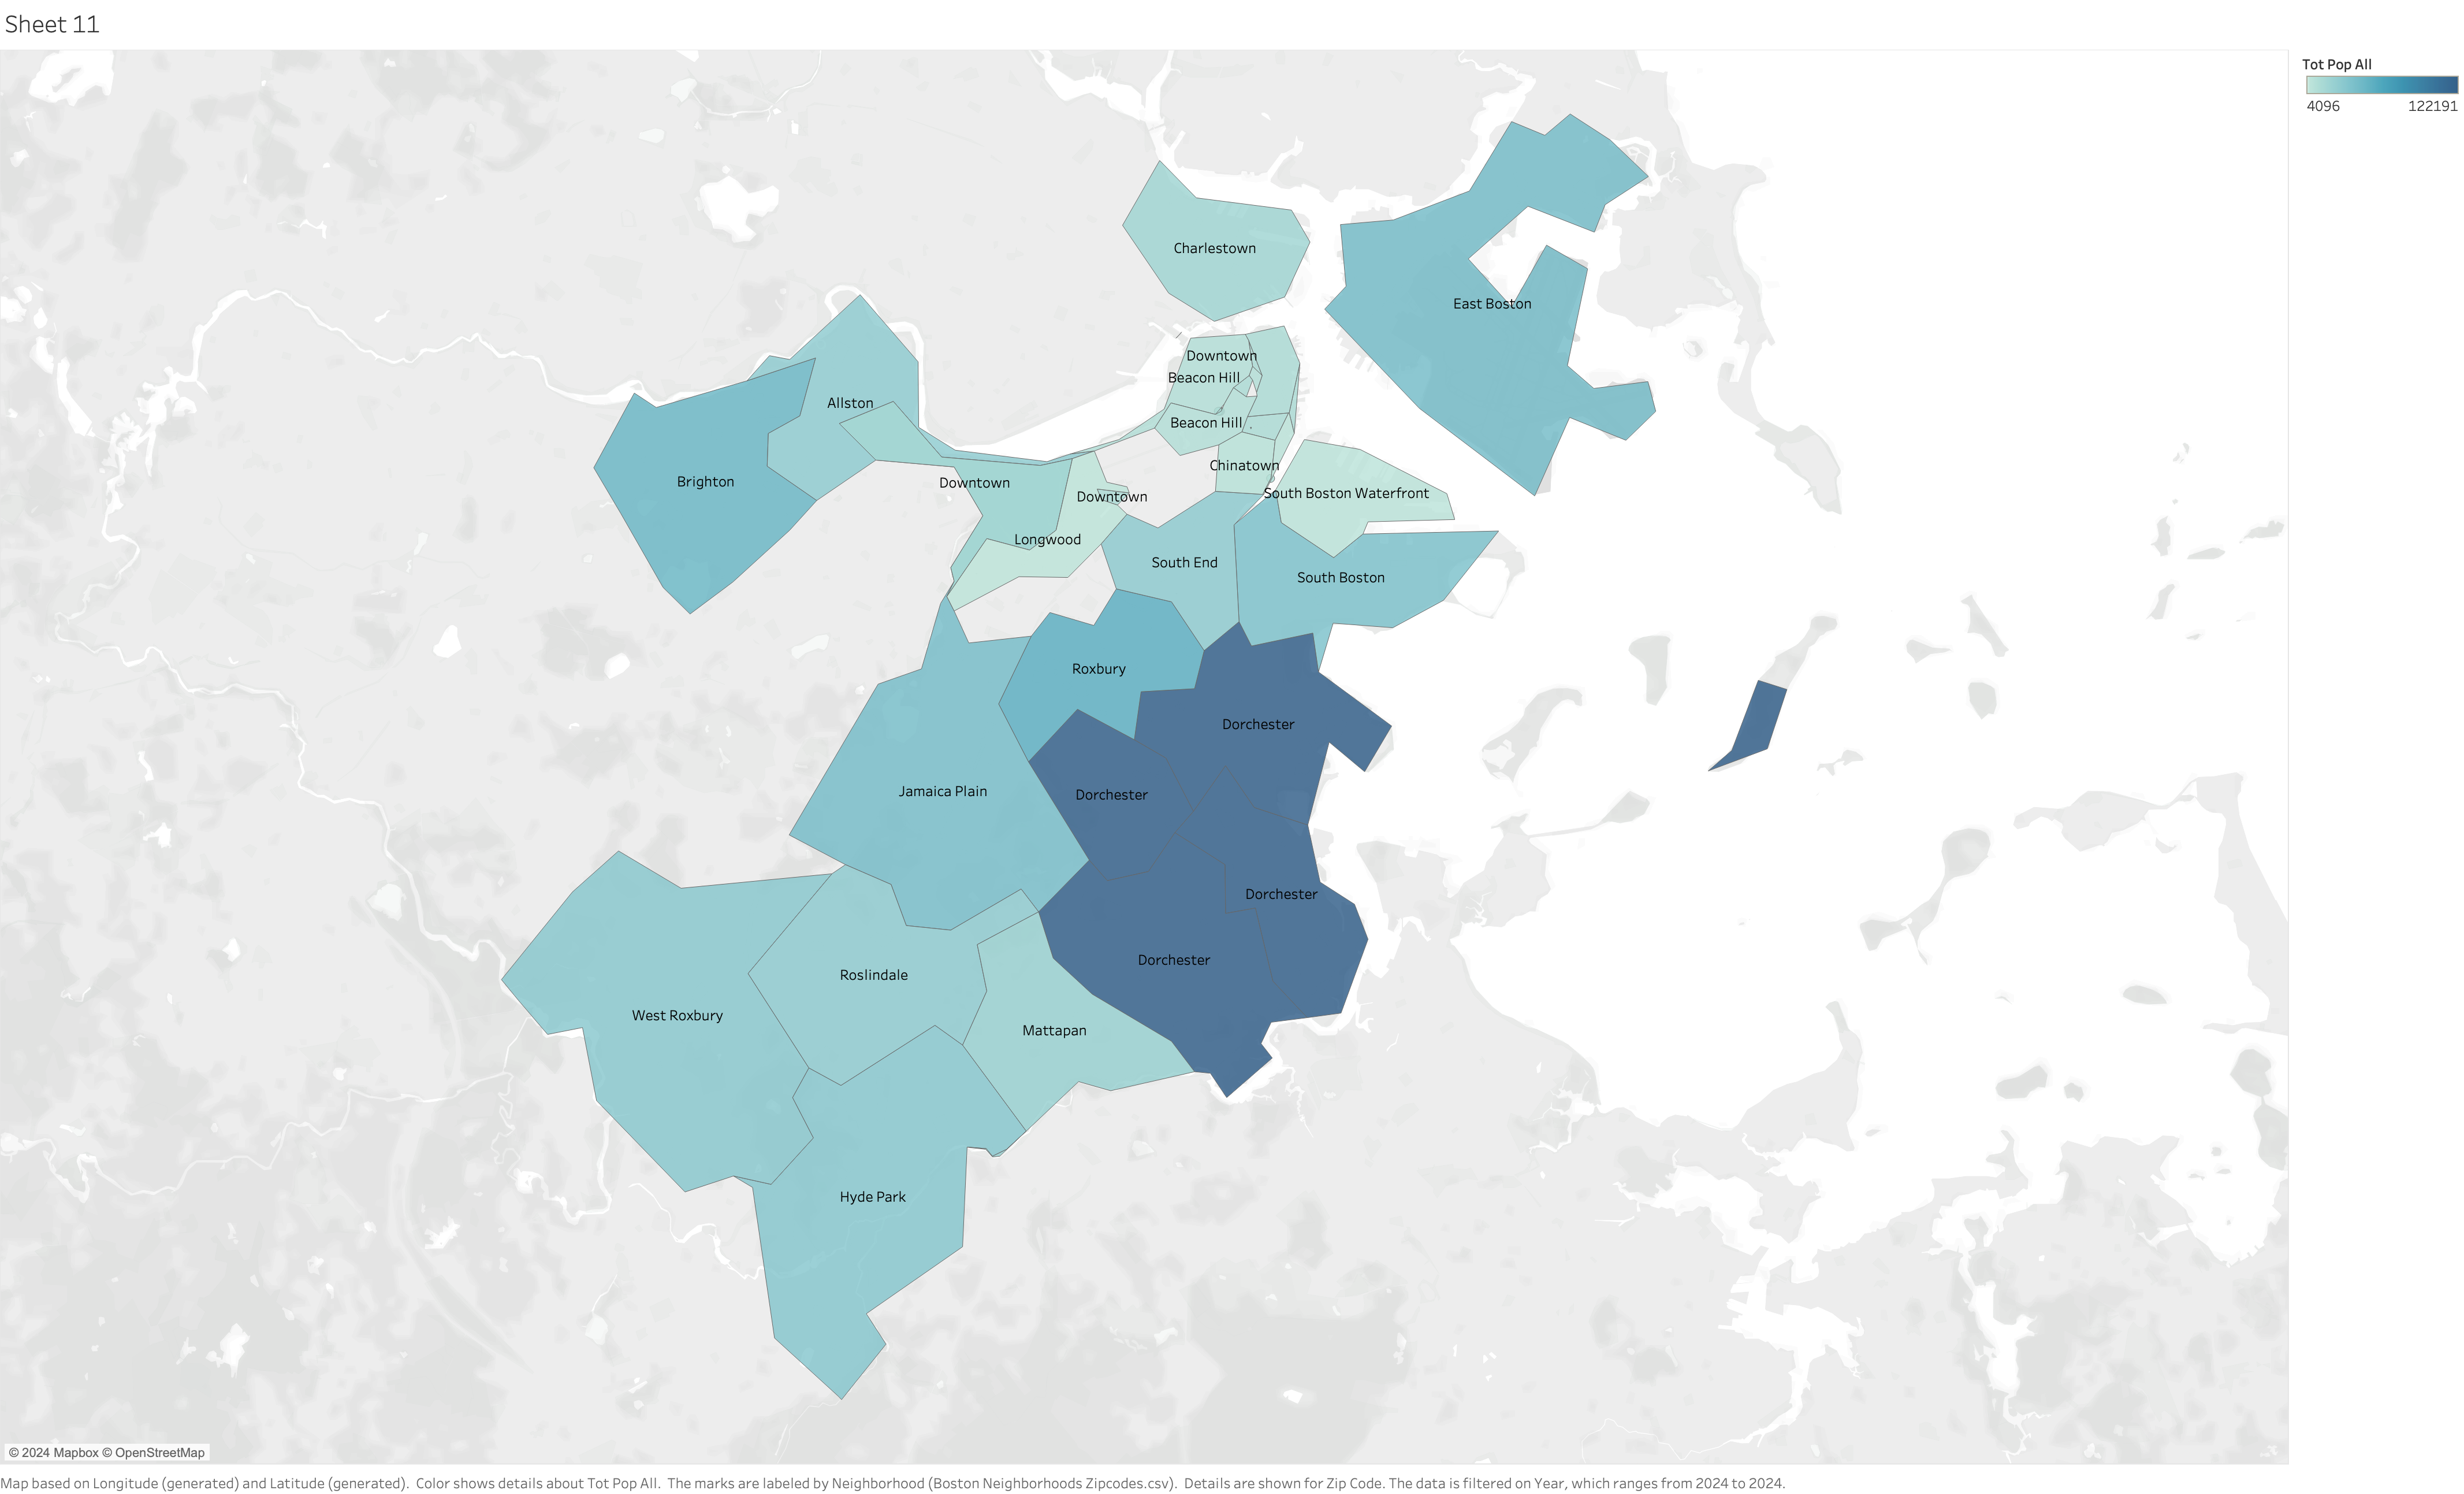 Sheet 11
Tot Pop All
4096 122191
Charlestown
East Boston
Downtown
Beacon Hill
Allston
Beacon Hill
Chinatown
Brighton
Downtown
Downtown
South Boston Waterfront
Longwood
South End
South Boston
Roxbury
Dorchester
Jamaica Plain
Dorchester
Dorchester
Dorchester
Roslindale
West Roxbury
Mattapan
Hyde Park
© 2024 Mapbox © OpenStreetMap
Map based on Longitude (generated) and Latitude (generated). Color shows details about Tot Pop All. The marks are labeled by Neighborhood (Boston Neighborhoods Zipcodes.csv). Details are shown for Zip Code. The data is filtered on Year, which ranges from 2024 to 2024.